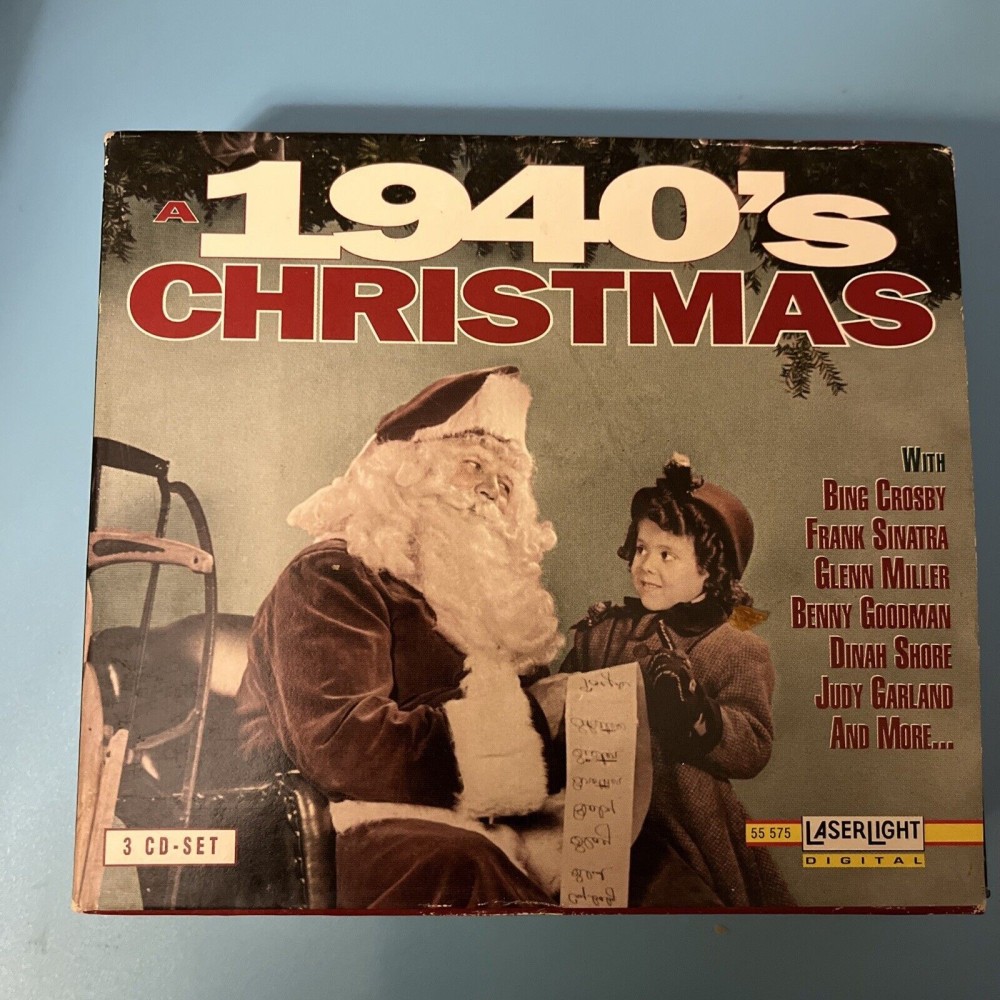 A
1940's
CHRISTMAS
WITH
BING CROSBY
FRANK SINATRA
GLENN MILLER
BENNY GOODMAN
DINAH SHORE
JUDY GARLAND
AND MORE...
3 CD-SET
55 575 LASERLIGHT
DIGITAL